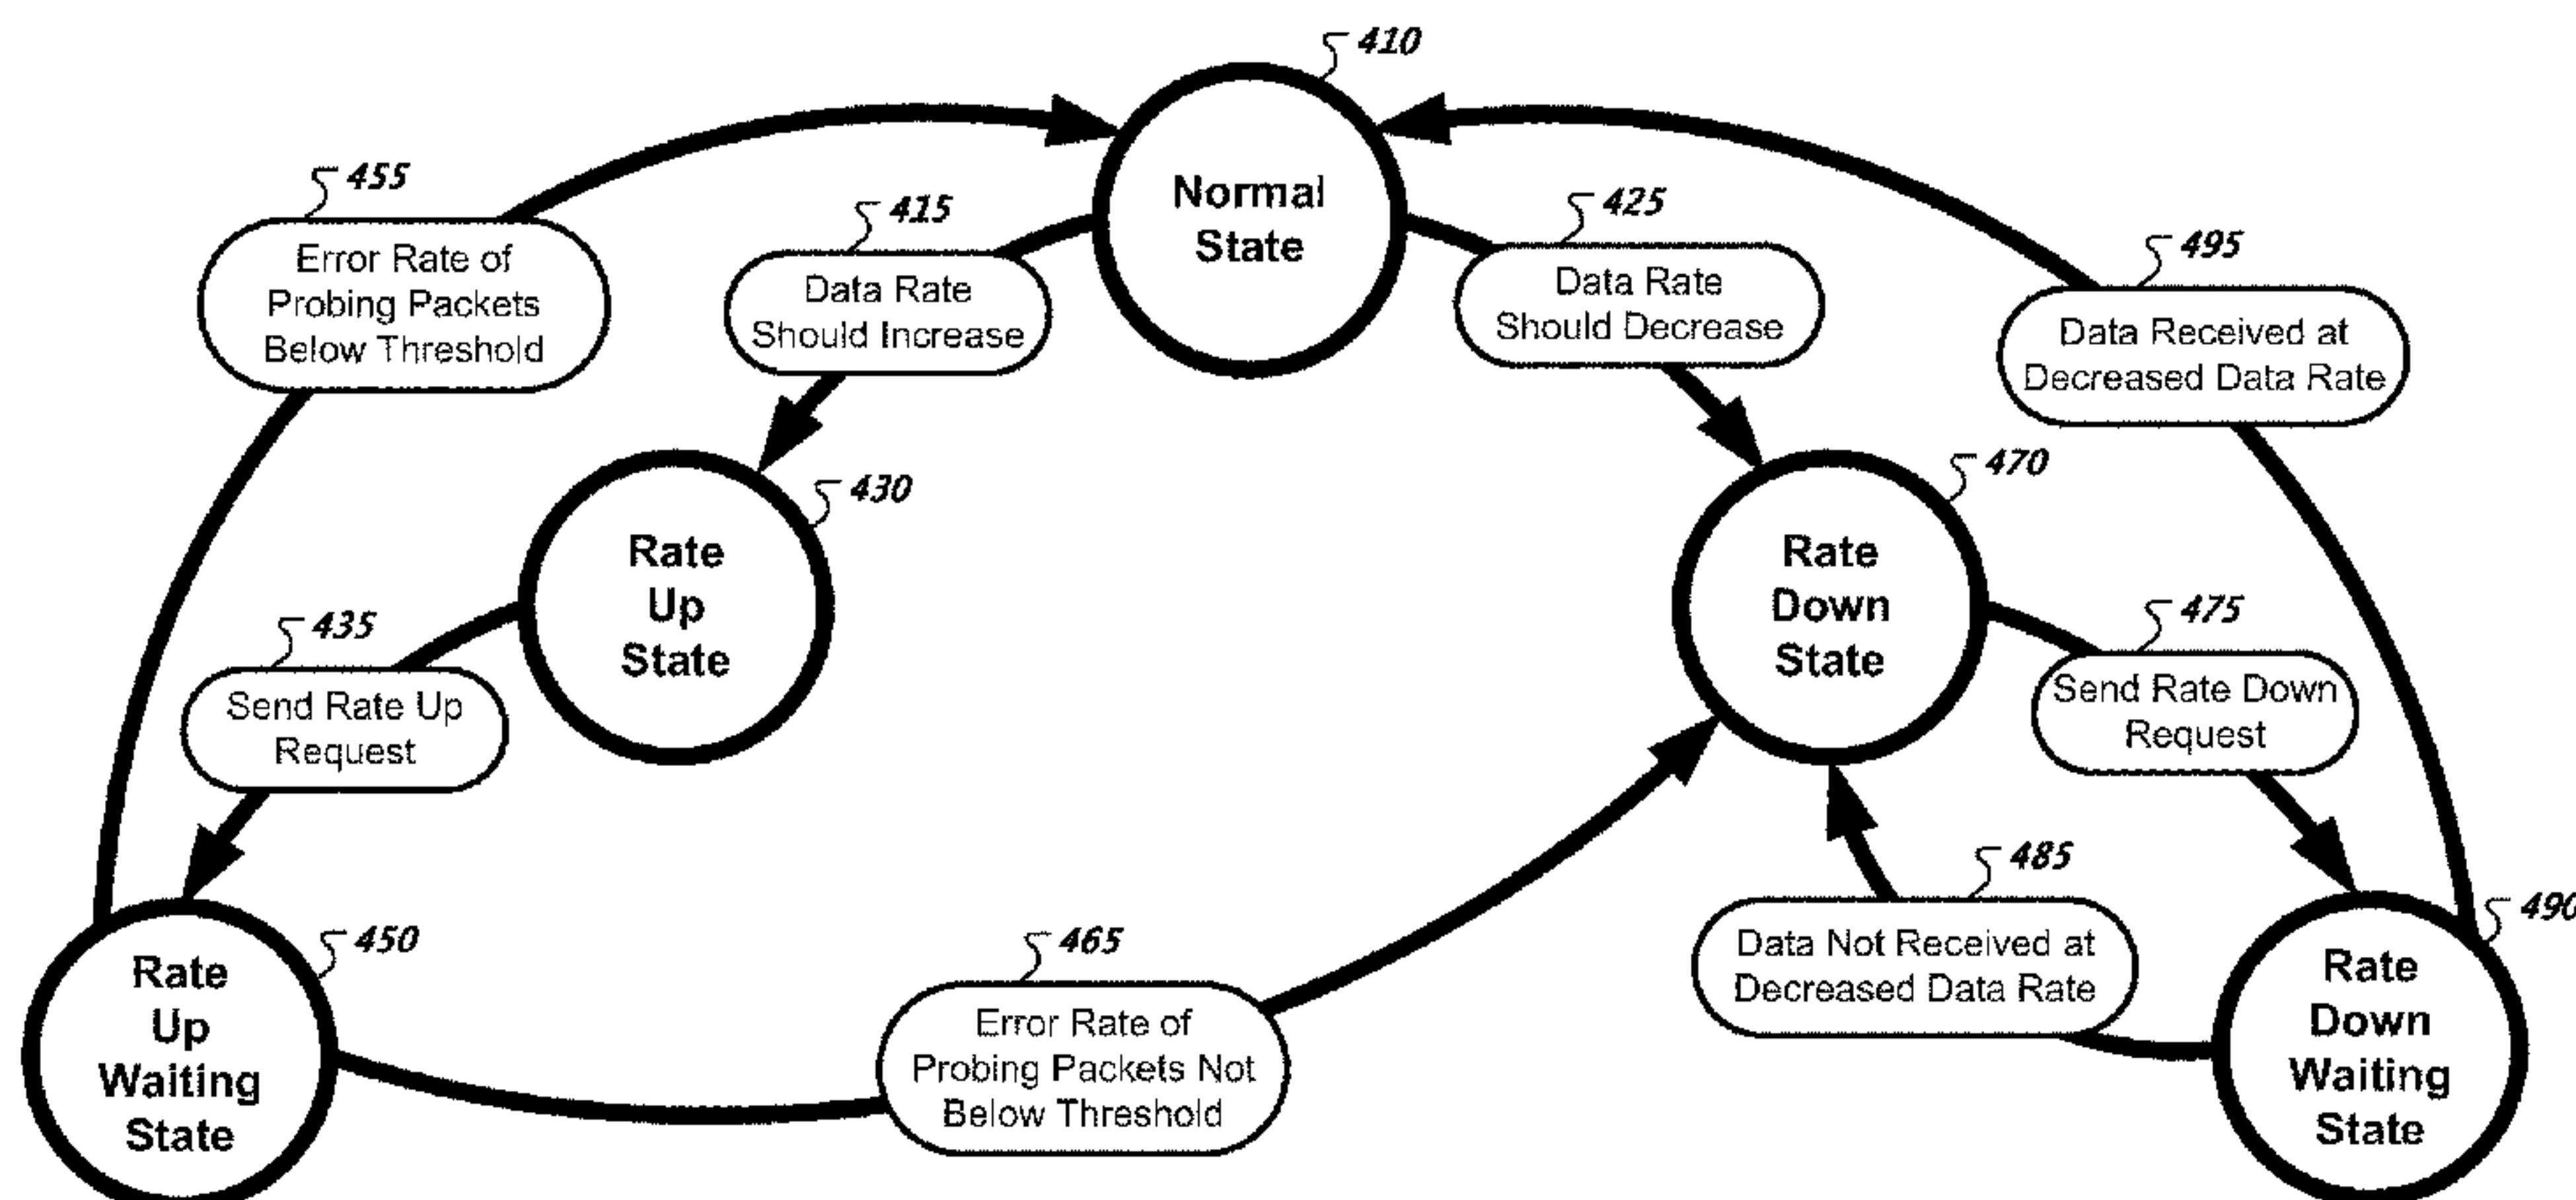 410
Normal
State
455
Error Rate of
Probing Packets
Below Threshold
415
Data Rate
Should Increase
425
Data Rate
Should Decrease
495
Data Received at
Decreased Data Rate
430
Rate
Up
State
470
Rate
Down
State
435
Send Rate Up
Request
475
Send Rate Down
Request
450
Rate
Up
Waiting
State
465
Error Rate of
Probing Packets Not
Below Threshold
485
Data Not Received at
Decreased Data Rate
490
Rate
Down
Waiting
State